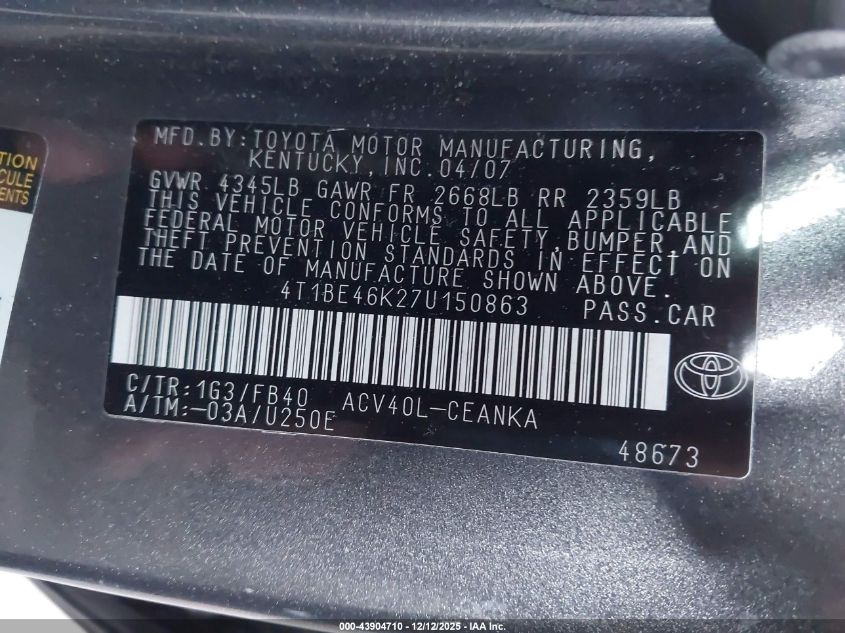 TION
ICULE
ENTS
MFD.BY:TOYOTA MOTOR MANUFACTURING,
KENTUCKY,INC.04/07
GVWR 4345LB GAWR FR 2668LB RR 2359LB
THIS VEHICLE CONFORMS TO ALL APPLICABLE
FEDERAL MOTOR VEHICLE SAFETY,BUMPER,AND
THEFT PREVENTION STANDARDS IN EFFECT ON
THE DATE OF MANUFACTURE SHOWN ABOVE.
4T1BE46K27U150863 PASS.CAR
C/TR:1G3/FB40 ACV40L-CEANKA
A/TM:-03A/U250E
48673
000-43904710 - 12/12/2025 - IAA Inc.